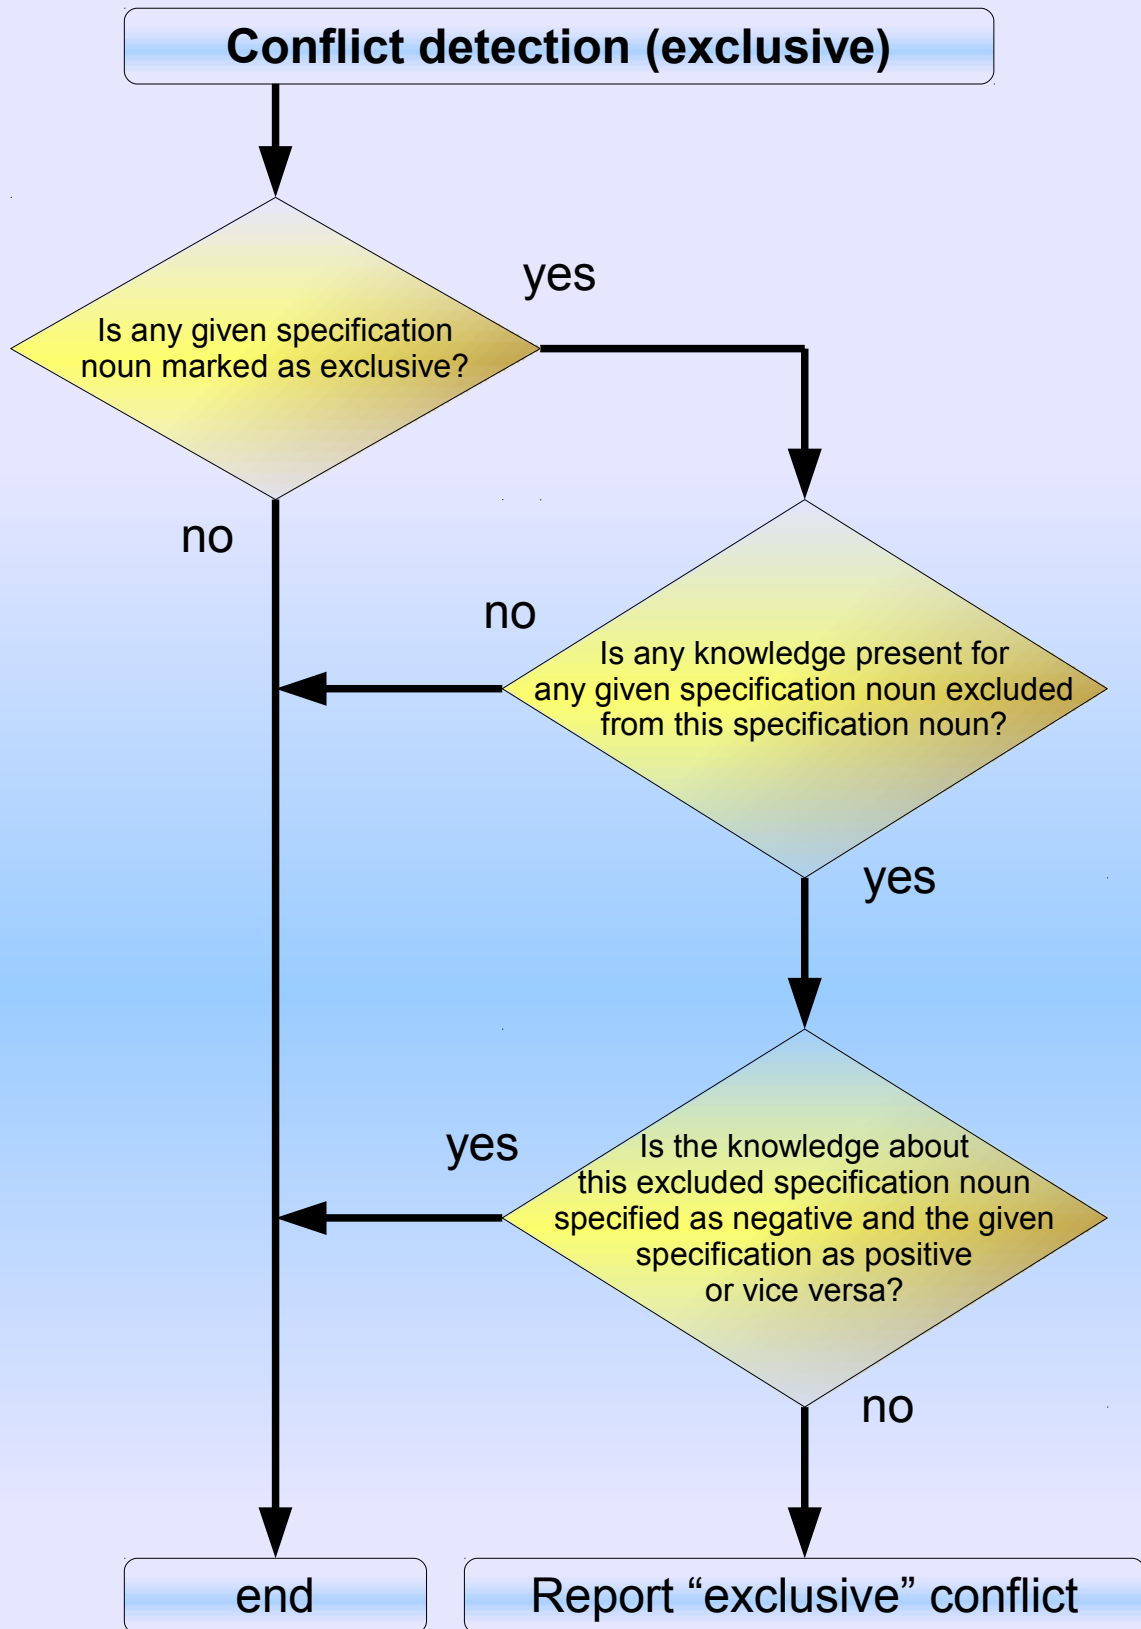 Conflict detection (exclusive)
yes
Is any given specification
noun marked as exclusive?
no
no
Is any knowledge present for
any given specification noun excluded
from this specification noun?
yes
yes
Is the knowledge about
this excluded specification noun
specified as negative and the given
specification as positive
or vice versa?
no
end
Report “exclusive” conflict